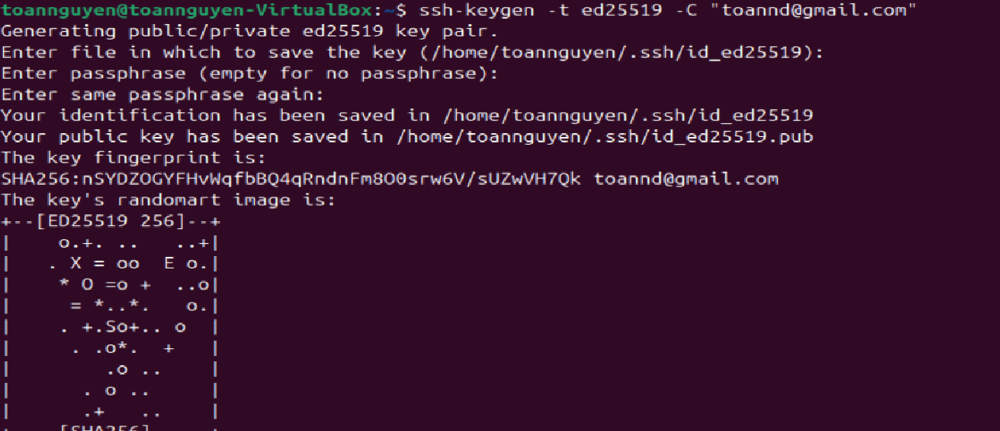 toannguyen@toannguyen-VirtualBox:~$ ssh-keygen -t ed25519 -C "toannd@gmail.com"
Generating public/private ed25519 key pair.
Enter file in which to save the key (/home/toannguyen/.ssh/id_ed25519):
Enter passphrase (empty for no passphrase):
Enter same passphrase again:
Your identification has been saved in /home/toannguyen/.ssh/id_ed25519
Your public key has been saved in /home/toannguyen/.ssh/id_ed25519.pub
The key fingerprint is:
SHA256:nSYDZOGYFHvWqfbBQ4qRndnFm8O0srw6V/sUZwVH7Qk toannd@gmail.com
The key's randomart image is:
+--[ED25519 256]--+
|     o.+. ..   ..+|
|    . X = oo  E o.|
|     * O =o +  ..o|
|      = *..*.   o.|
|     . +.So+.. o  |
|      . .o*.  +   |
|         .o ..    |
|       . o ..     |
|       .+   ..    |
+----[SHA256]-----+